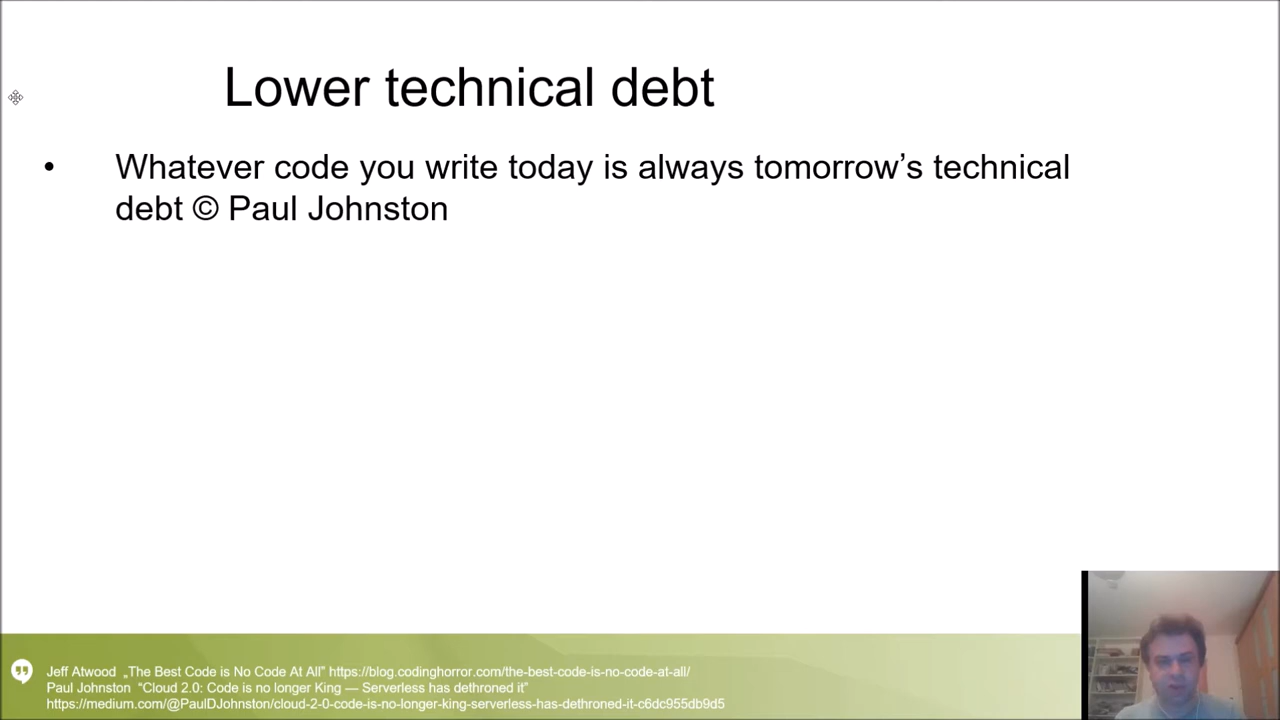 Lower technical debt
• Whatever code you write today is always tomorrow’s technical
debt © Paul Johnston
Jeff Atwood „The Best Code is No Code At All” https://blog.codinghorror.com/the-best-code-is-no-code-at-all/
Paul Johnston “Cloud 2.0: Code is no longer King — Serverless has dethroned it”
https://medium.com/@PaulDJohnston/cloud-2-0-code-is-no-longer-king-serverless-has-dethroned-it-c6dc955db9d5